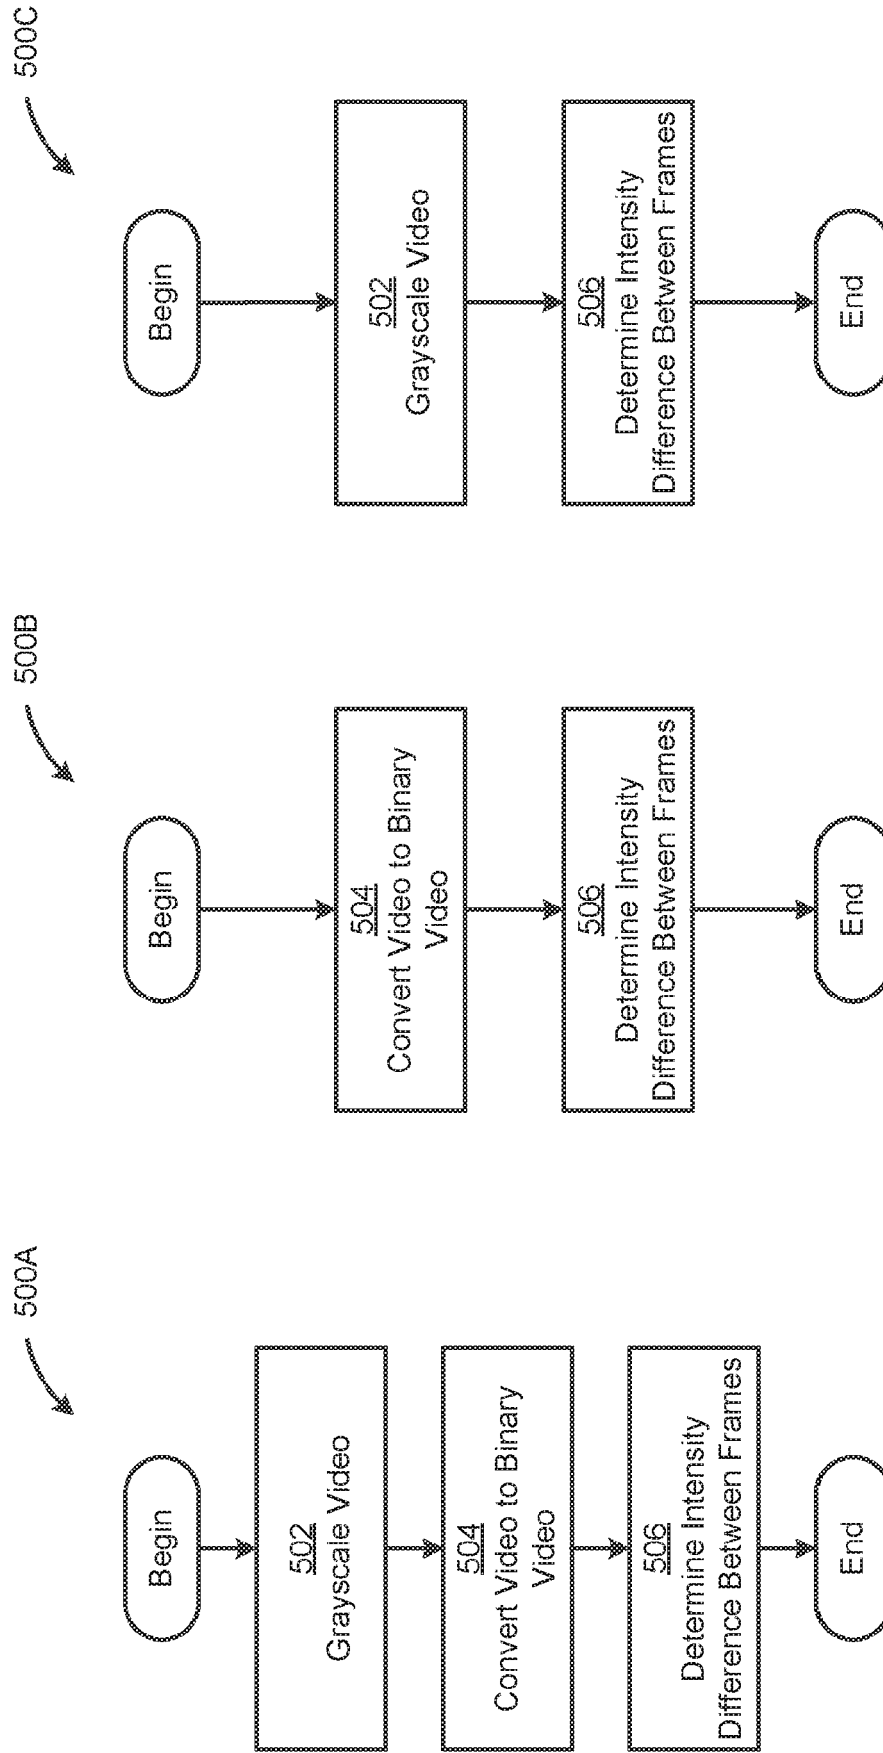 500A
Begin
502
Grayscale Video
504
Convert Video to Binary
Video
506
Determine Intensity
Difference Between Frames
End
500B
Begin
504
Convert Video to Binary
Video
506
Determine Intensity
Difference Between Frames
End
500C
Begin
502
Grayscale Video
506
Determine Intensity
Difference Between Frames
End